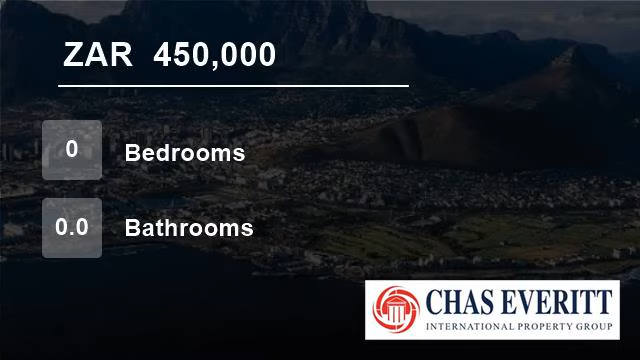 ZAR 450,000
0 Bedrooms
0.0 Bathrooms
CHAS EVERITT
INTERNATIONAL PROPERTY GROUP